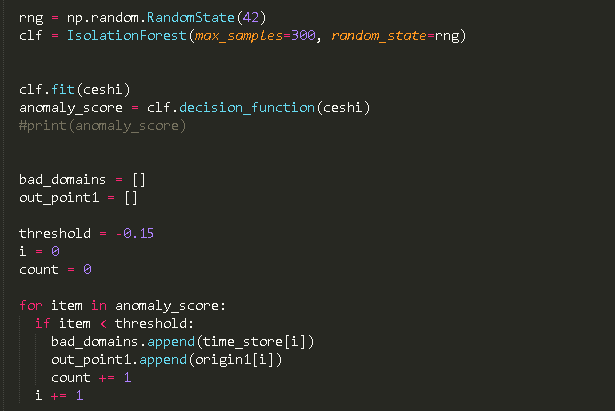 rng = np.random.RandomState(42)
clf = IsolationForest(max_samples=300, random_state=rng)
clf.fit(ceshi)
anomaly_score = clf.decision_function(ceshi)
#print(anomaly_score)
bad_domains = []
out_point1 = []
threshold = -0.15
i = 0
count = 0
for item in anomaly_score:
if item < threshold:
bad_domains.append(time_store[i])
out_point1.append(origin1[i])
count += 1
i += 1